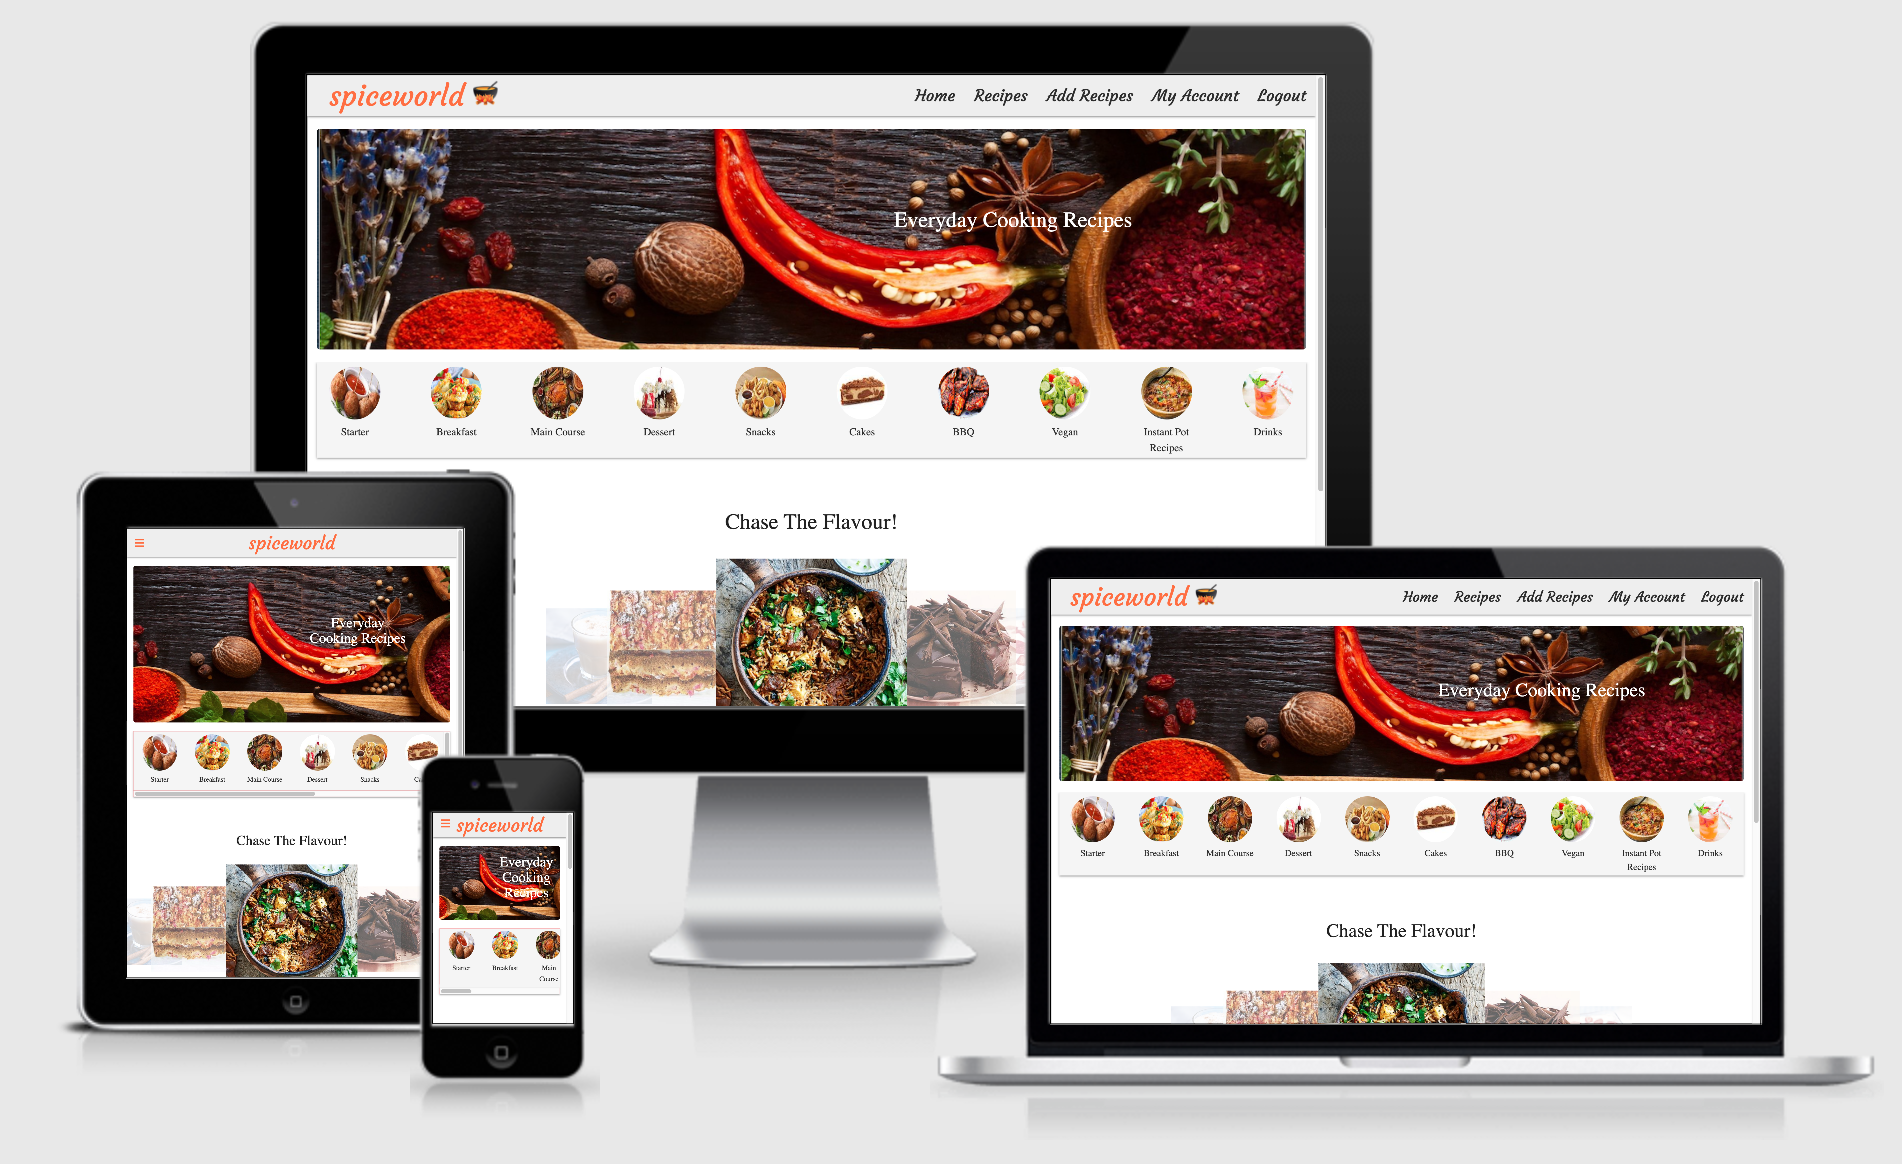 spiceworld
Home Recipes Add Recipes My Account Logout
Everyday Cooking Recipes
Starter Breakfast Main Course Dessert Snacks Cakes BBQ Vegan Instant Pot Drinks
Recipes
Chase The Flavour!
spiceworld
Everyday
Cooking Recipes
Starter Breakfast Main Course Dessert Snacks
Chase The Flavour!
spiceworld
Everyday
Cooking
Recipes
Starter Breakfast Main
Course
spiceworld
Home Recipes Add Recipes My Account Logout
Everyday Cooking Recipes
Starter Breakfast Main Course Dessert Snacks Cakes BBQ Vegan Instant Pot Drinks
Recipes
Chase The Flavour!